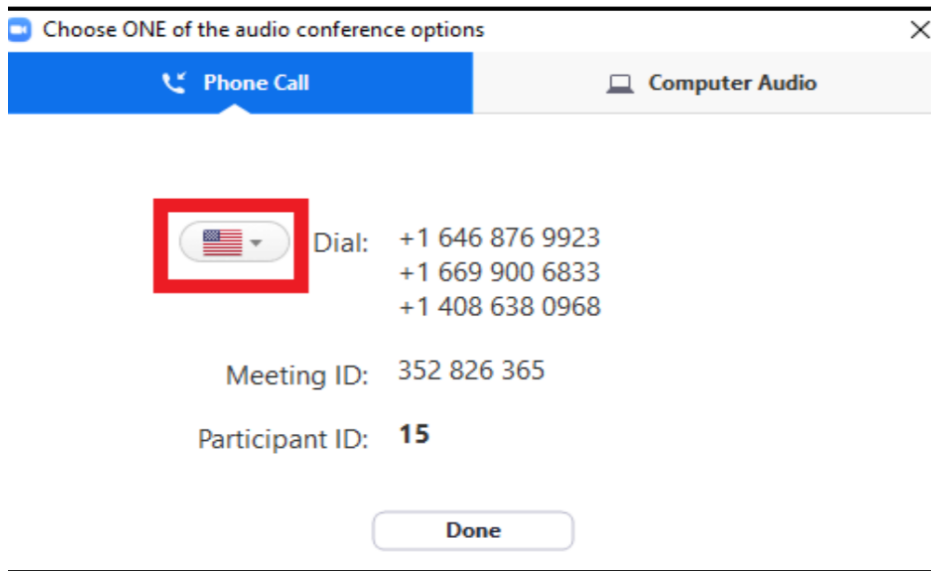 Choose ONE of the audio conference options
Phone Call
Computer Audio
Dial: +1 646 876 9923
+1 669 900 6833
+1 408 638 0968
Meeting ID: 352 826 365
Participant ID: 15
Done